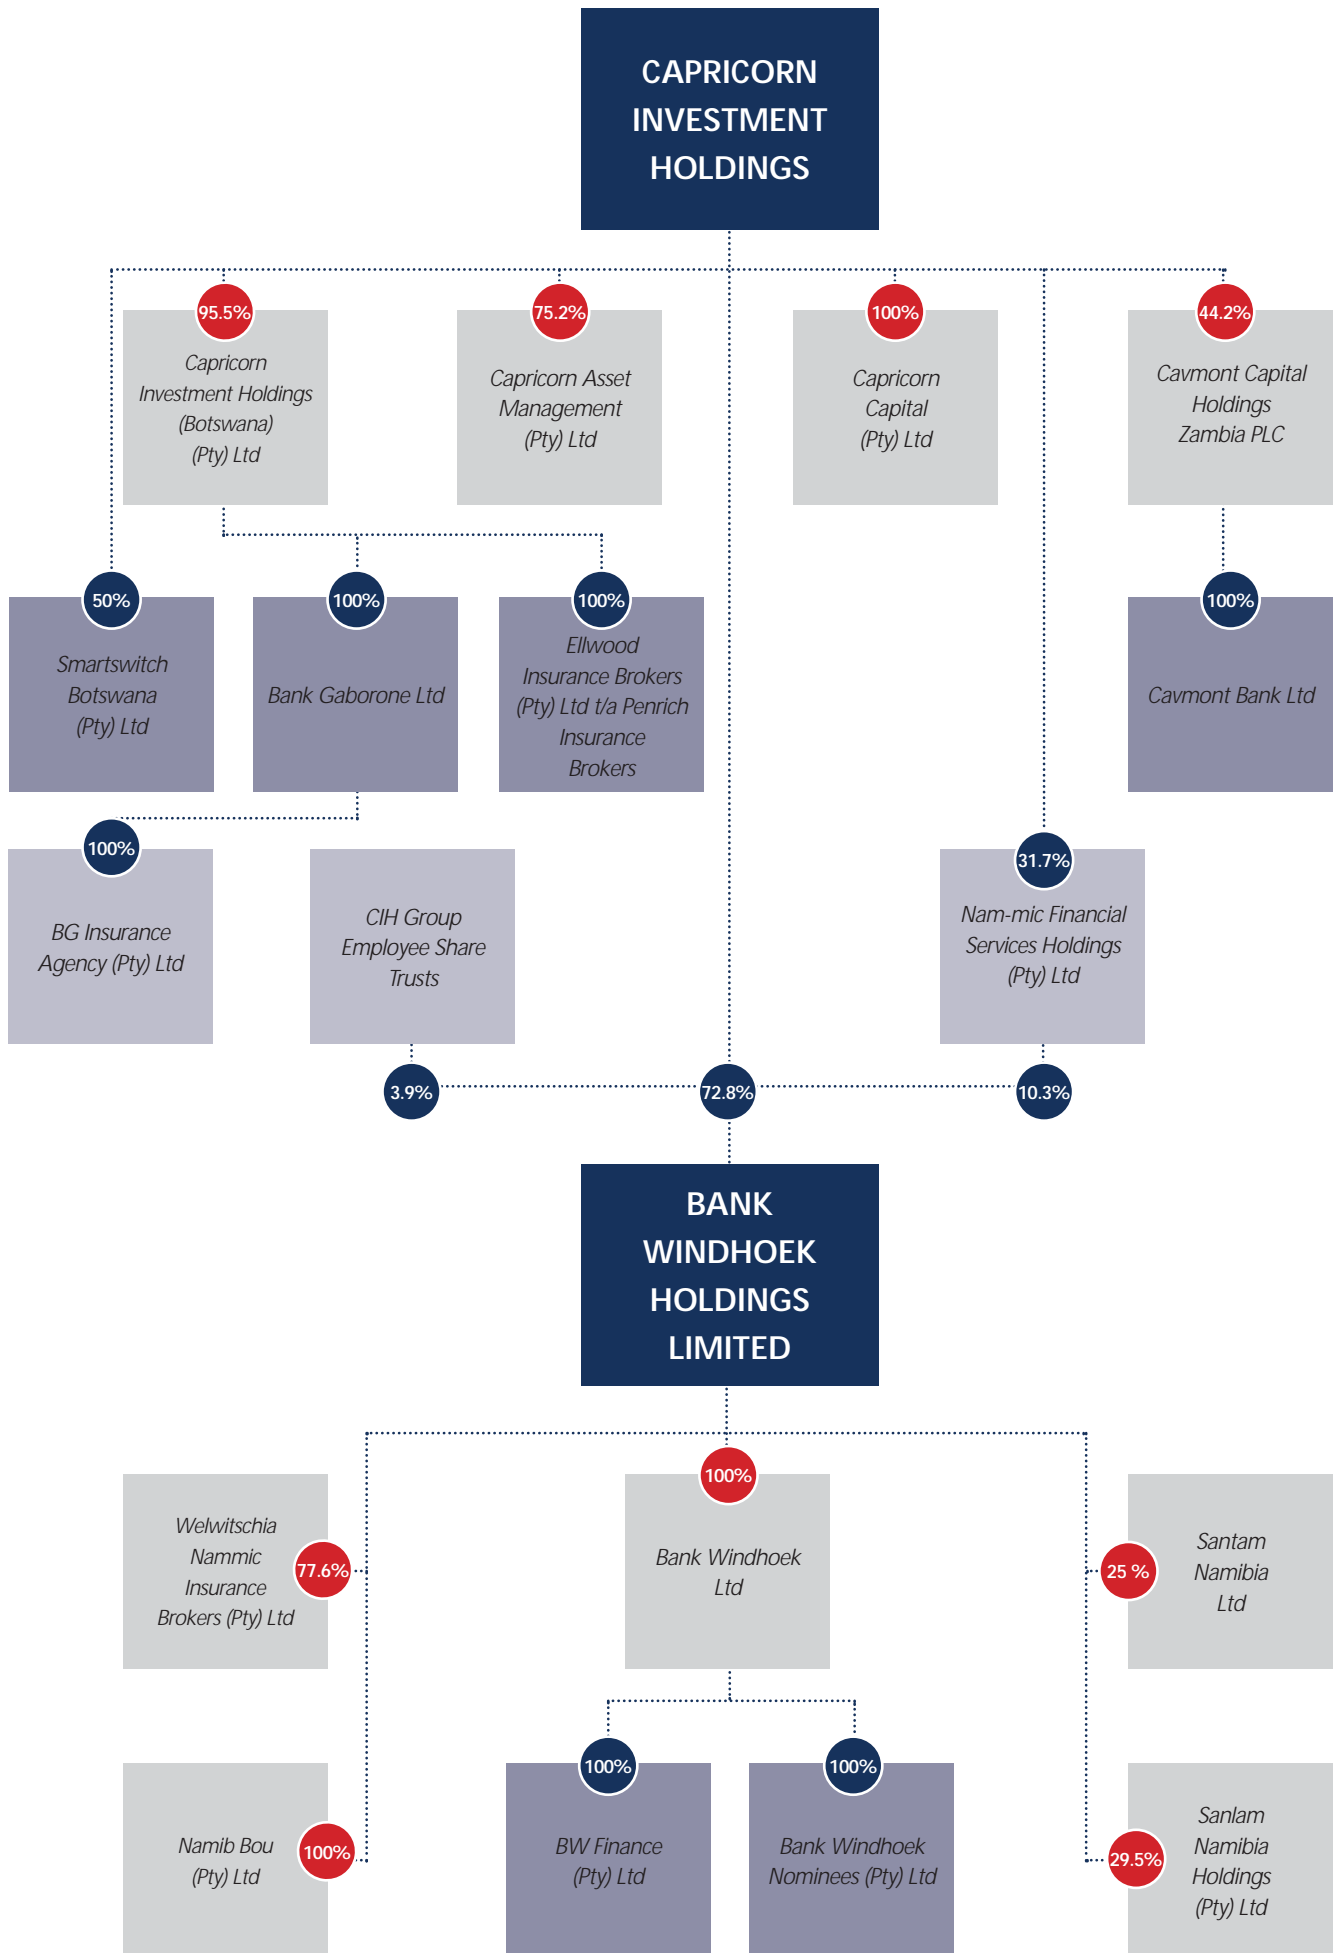 CAPRICORN
INVESTMENT
HOLDINGS
95.5%
Capricorn
Investment Holdings
(Botswana)
(Pty) Ltd
75.2%
Capricorn Asset
Management
(Pty) Ltd
100%
Capricorn
Capital
(Pty) Ltd
44.2%
Cavmont Capital
Holdings
Zambia PLC
50%
Smartswitch
Botswana
(Pty) Ltd
100%
Bank Gaborone Ltd
100%
Ellwood
Insurance Brokers
(Pty) Ltd t/a Penrich
Insurance
Brokers
100%
Cavmont Bank Ltd
100%
BG Insurance
Agency (Pty) Ltd
CIH Group
Employee Share
Trusts
31.7%
Nam-mic Financial
Services Holdings
(Pty) Ltd
3.9%
72.8%
10.3%
BANK
WINDHOEK
HOLDINGS
LIMITED
Welwitschia
Nammic
Insurance
Brokers (Pty) Ltd
77.6%
100%
Bank Windhoek
Ltd
25 %
Santam
Namibia
Ltd
Namib Bou
(Pty) Ltd
100%
100%
BW Finance
(Pty) Ltd
100%
Bank Windhoek
Nominees (Pty) Ltd
29.5%
Sanlam
Namibia
Holdings
(Pty) Ltd